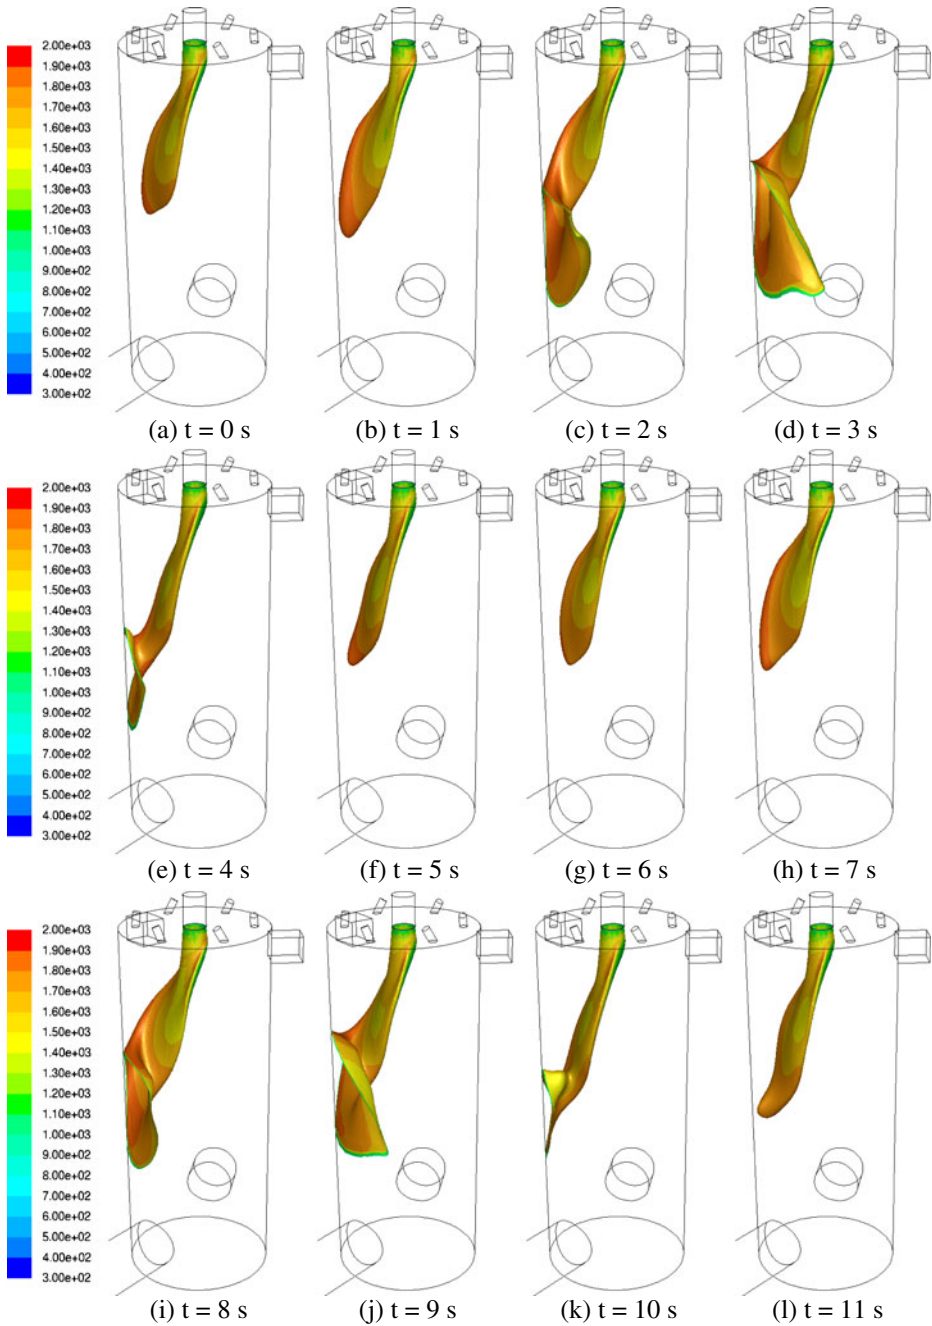 2.00e+03
1.90e+03
1.80e+03
1.70e+03
1.60e+03
1.50e+03
1.40e+03
1.30e+03
1.20e+03
1.10e+03
1.00e+03
9.00e+02
8.00e+02
7.00e+02
6.00e+02
5.00e+02
4.00e+02
3.00e+02
(a) t = 0 s (b) t = 1 s (c) t = 2 s (d) t = 3 s
2.00e+03
1.90e+03
1.80e+03
1.70e+03
1.60e+03
1.50e+03
1.40e+03
1.30e+03
1.20e+03
1.10e+03
1.00e+03
9.00e+02
8.00e+02
7.00e+02
6.00e+02
5.00e+02
4.00e+02
3.00e+02
(e) t = 4 s (f) t = 5 s (g) t = 6 s (h) t = 7 s
2.00e+03
1.90e+03
1.80e+03
1.70e+03
1.60e+03
1.50e+03
1.40e+03
1.30e+03
1.20e+03
1.10e+03
1.00e+03
9.00e+02
8.00e+02
7.00e+02
6.00e+02
5.00e+02
4.00e+02
3.00e+02
(i) t = 8 s (j) t = 9 s (k) t = 10 s (l) t = 11 s